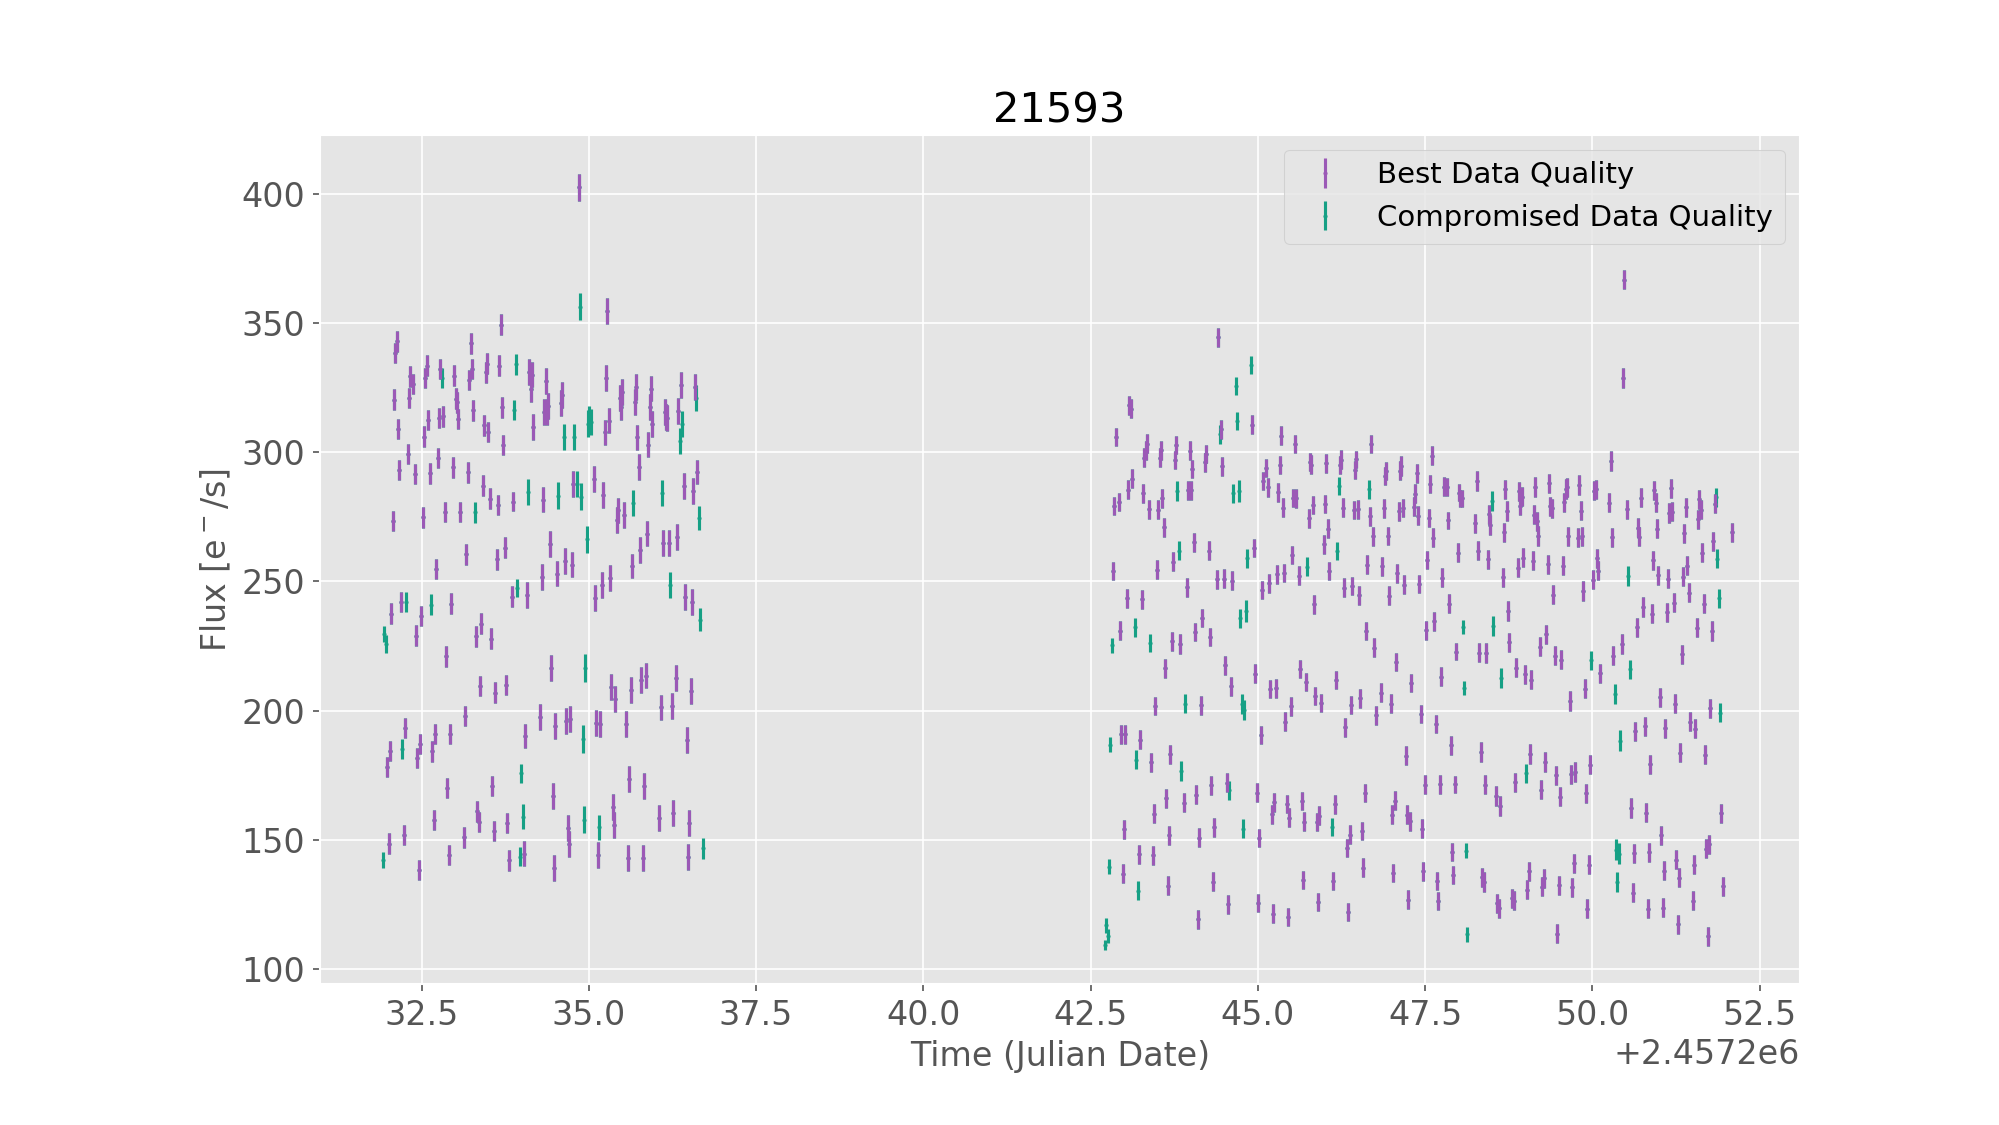 21593
Best Data Quality
Compromised Data Quality
400
350
300
250
200
150
100
Flux [e⁻/s]
32.5 35.0 37.5 40.0 42.5 45.0 47.5 50.0 52.5
Time (Julian Date)
+2.4572e6